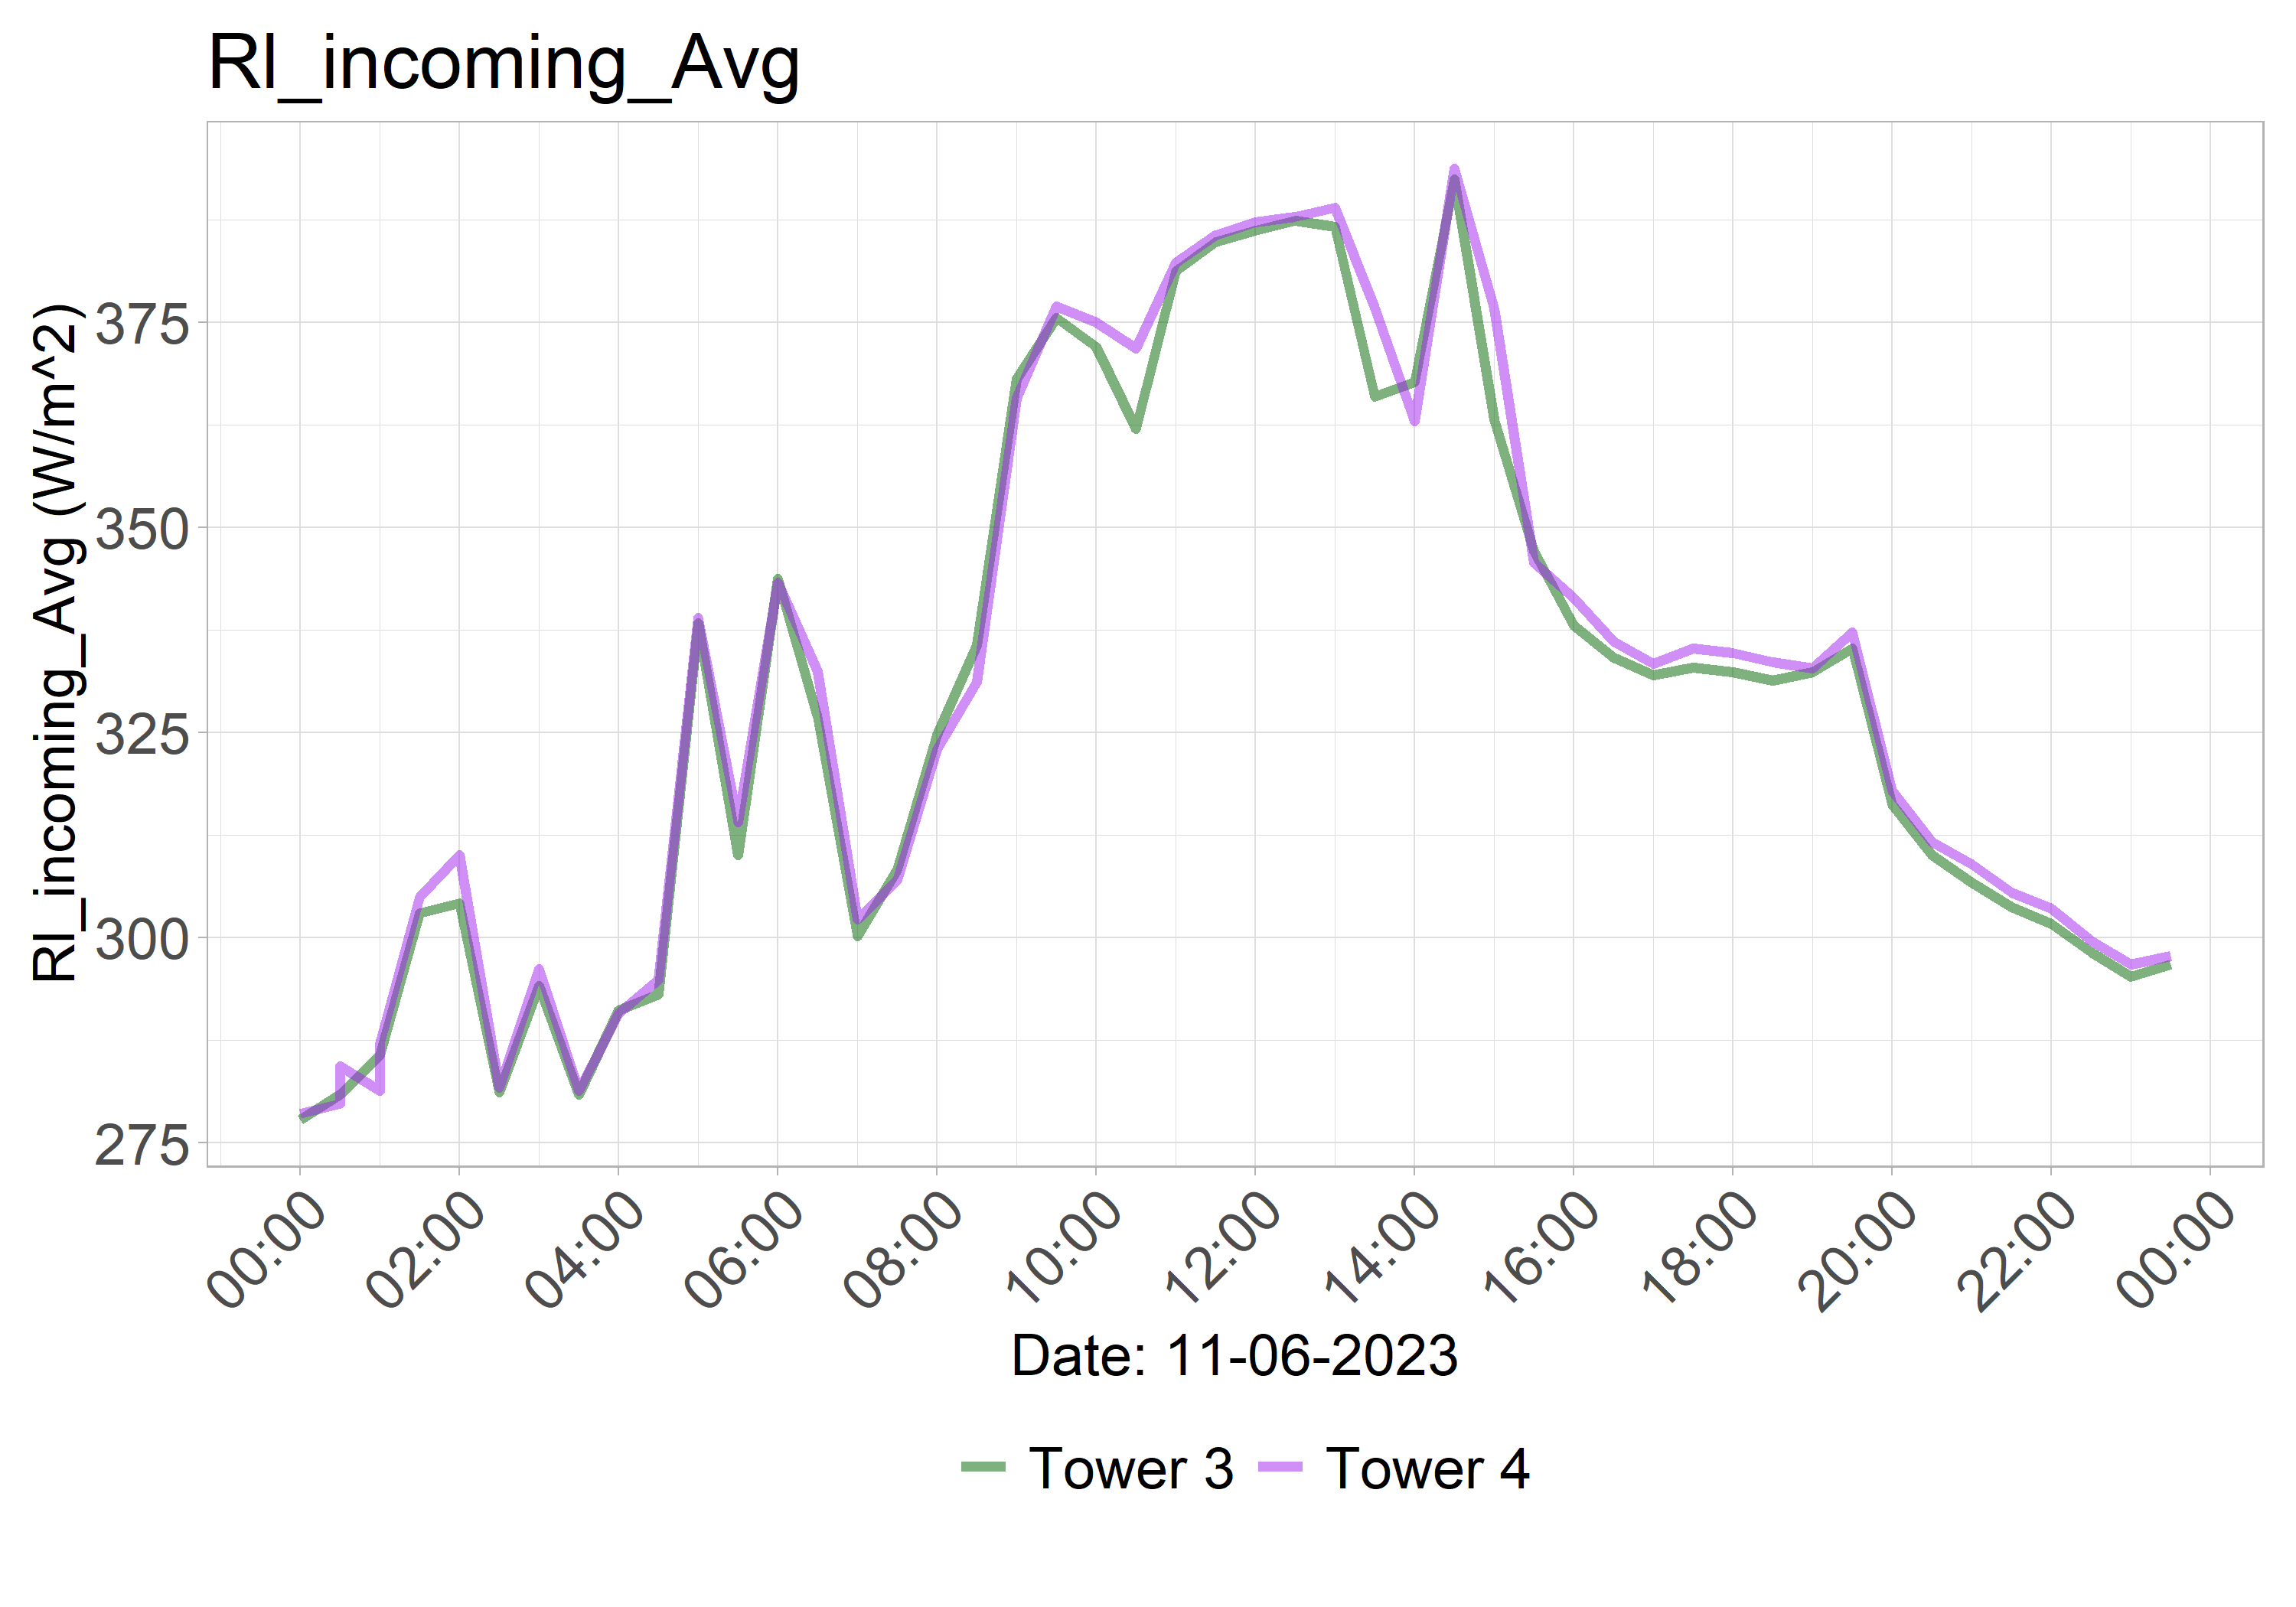 Rl_incoming_Avg
Rl_incoming_Avg (W/m^2)
375
350
325
300
275
00:00 02:00 04:00 06:00 08:00 10:00 12:00 14:00 16:00 18:00 20:00 22:00 00:00
Date: 11-06-2023
Tower 3 Tower 4